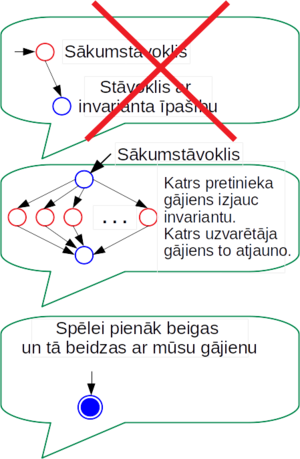 Sākumstāvoklis
Stāvoklis ar
invarianta īpašību
Sākumstāvoklis
Katrs pretinieka
gājiens izjauc
invariantu.
Katrs uzvarētāja
gājiens to atjauno.
...
Spēlei pienāk beigas
un tā beidzas ar mūsu gājienu